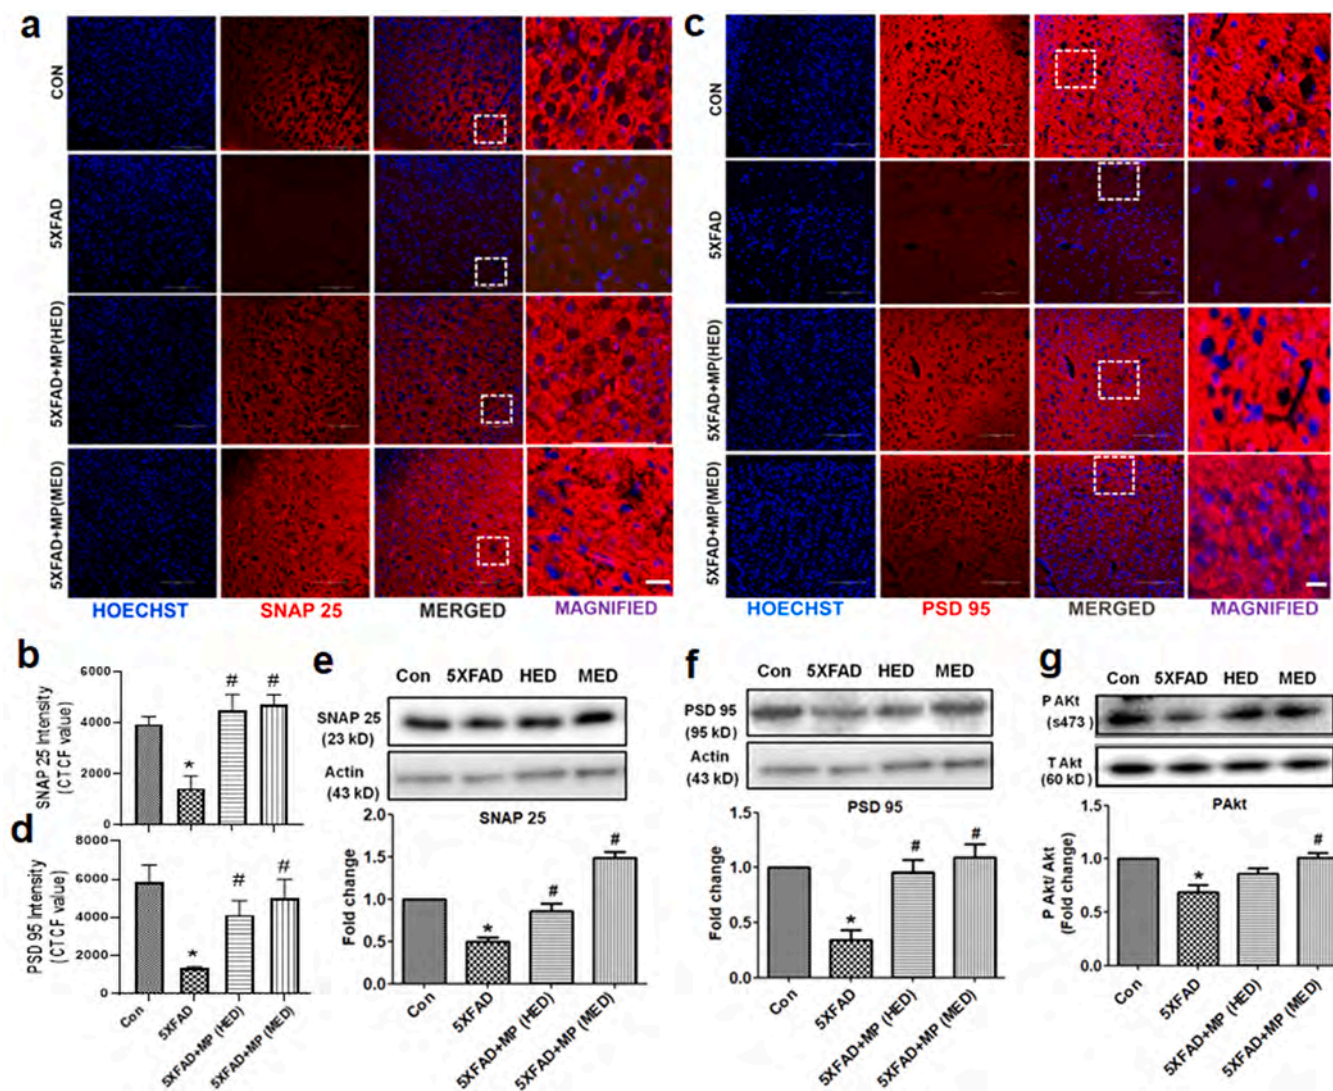 a
CON
5XFAD
5XFAD+MP(HED)
5XFAD+MP(MED)
HOECHST SNAP 25 MERGED MAGNIFIED
c
CON
5XFAD
5XFAD+MP(HED)
5XFAD+MP(MED)
HOECHST PSD 95 MERGED MAGNIFIED
b
SNAP 25 Intensity
(CTCF value)
6000
4000
2000
0
*
#
#
d
PSD 95 Intensity
(CTCF value)
8000
6000
4000
2000
0
*
#
#
Con
5XFAD
5XFAD+MP (HED)
5XFAD+MP (MED)
e
Con 5XFAD HED MED
SNAP 25
(23 kD)
Actin
(43 kD)
SNAP 25
Fold change
2.0
1.5
1.0
0.5
0.0
*
#
#
Con
5XFAD
5XFAD+MP (HED)
5XFAD+MP (MED)
f
Con 5XFAD HED MED
PSD 95
(95 kD)
Actin
(43 kD)
PSD 95
Fold change
1.5
1.0
0.5
0.0
*
#
#
Con
5XFAD
5XFAD+MP (HED)
5XFAD+MP (MED)
g
Con 5XFAD HED MED
P AKt
(s473 )
T Akt
(60 kD)
PAkt
P Akt/ Akt
(Fold change)
1.5
1.0
0.5
0.0
*
#
Con
5XFAD
5XFAD+MP (HED)
5XFAD+MP (MED)